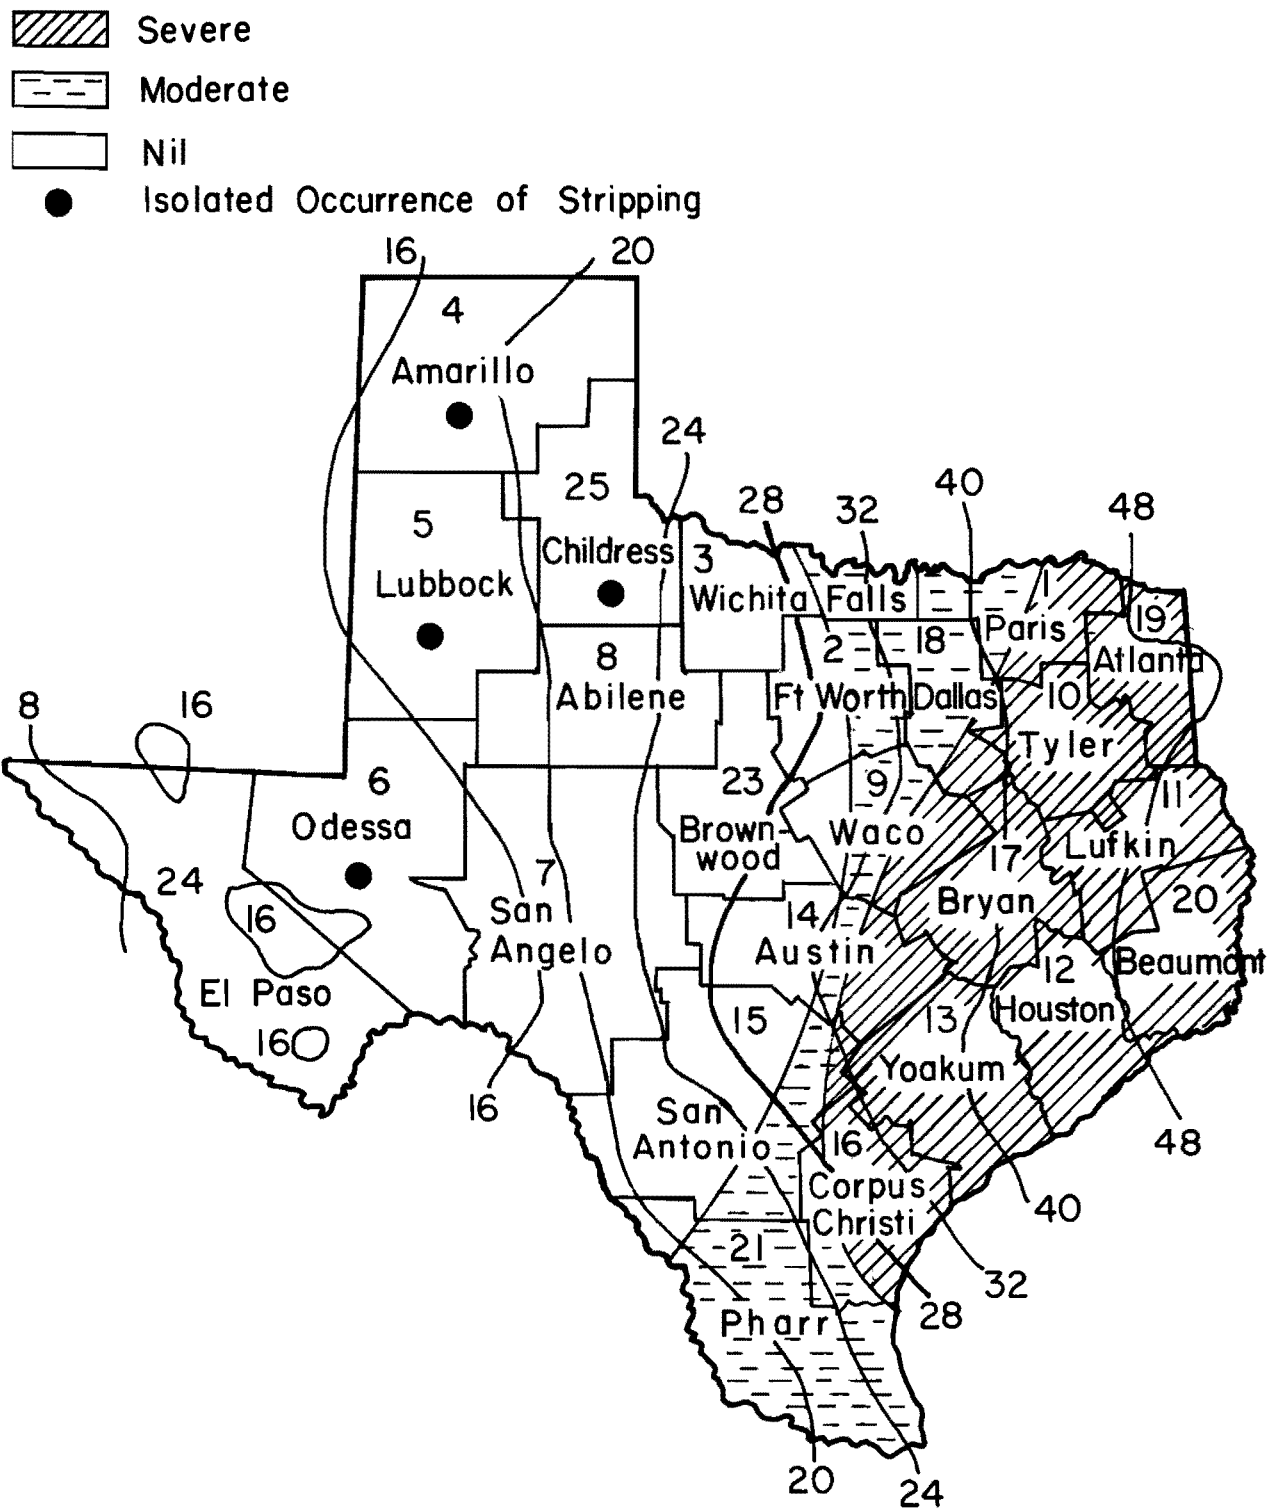 Severe
Moderate
Nil
Isolated Occurrence of Stripping
16
20
4
Amarillo
24
25
40
28
32
48
5
Childress
3
Lubbock
Wichita Falls
1
19
Paris
8
2
18
Atlanta
Abilene
Ft Worth
Dallas
10
8
16
Tyler
6
23
9
11
Odessa
Brown-
wood
Waco
Lufkin
17
7
24
16
San
Angelo
14
Bryan
20
Austin
12
Beaumont
El Paso
Houston
15
13
16
Yoakum
16
San
Antonio
16
48
Corpus
Christi
40
21
32
28
Pharr
20
24